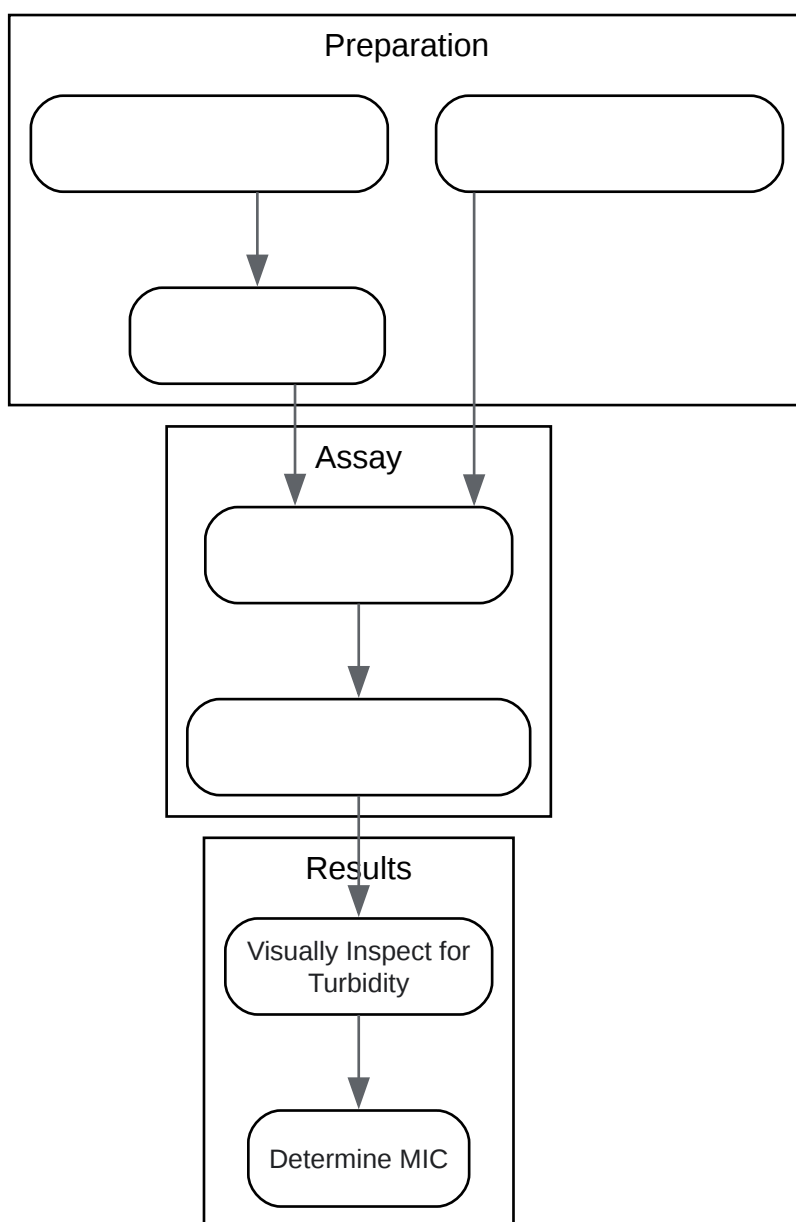 Preparation
Assay
Results
Visually Inspect for
Turbidity
Determine MIC